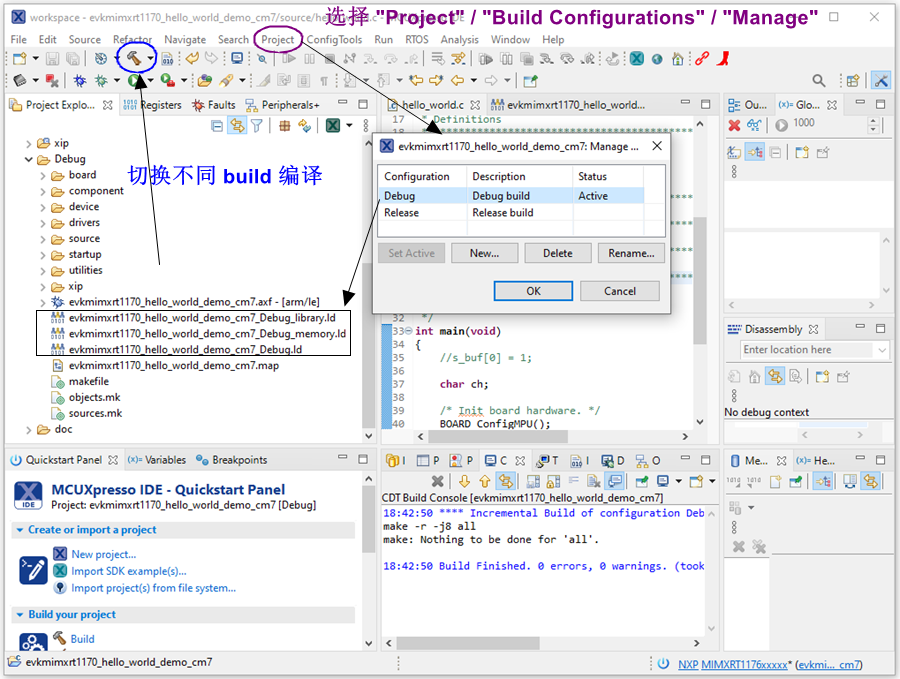 workspace - evkmimxrt1170_hello_world_demo_cm7/source/he
选择 "Project" / "Build Configurations" / "Manage"
File Edit Source Refactor Navigate Search Project ConfigTools Run RTOS Analysis Window Help
Project Explo... Registers Faults Peripherals+
hello_world.c evkmimxrt1170_hello_world...
Ou... (x)= Glo...
1000
xip
Debug
board
component
device
drivers
source
startup
utilities
xip
evkmimxrt1170_hello_world_demo_cm7.axf - [arm/le]
evkmimxrt1170_hello_world_demo_cm7_Debug_library.ld
evkmimxrt1170_hello_world_demo_cm7_Debug_memory.ld
evkmimxrt1170_hello_world_demo_cm7_Debug.ld
evkmimxrt1170_hello_world_demo_cm7.map
makefile
objects.mk
sources.mk
doc
切换不同 build 编译
17 * Definitions
18
evkmimxrt1170_hello_world_demo_cm7: Manage ...
Configuration Description Status
Debug Debug build Active
Release Release build
Set Active New... Delete Rename...
OK Cancel
32 */
33 int main(void)
34 {
35 //s_buf[0] = 1;
36
37 char ch;
38
39 /* Init board hardware. */
40 BOARD_ConfigMPU();
Disassembly
Enter location here
No debug context
Quickstart Panel (x)= Variables Breakpoints
MCUXpresso IDE - Quickstart Panel
IDE
Project: evkmimxrt1170_hello_world_demo_cm7 [Debug]
Create or import a project
New project...
Import SDK example(s)...
Import project(s) from file system...
Build your project
Build
I P P C T I D O
CDT Build Console [evkmimxrt1170_hello_world_demo_cm7]
18:42:50 **** Incremental Build of configuration Deb
make -r -j8 all
make: Nothing to be done for 'all'.
18:42:50 Build Finished. 0 errors, 0 warnings. (took
Me... (x)= He...
evkmimxrt1170_hello_world_demo_cm7
NXP MIMXRT1176xxxxx* (evkmi..._cm7)